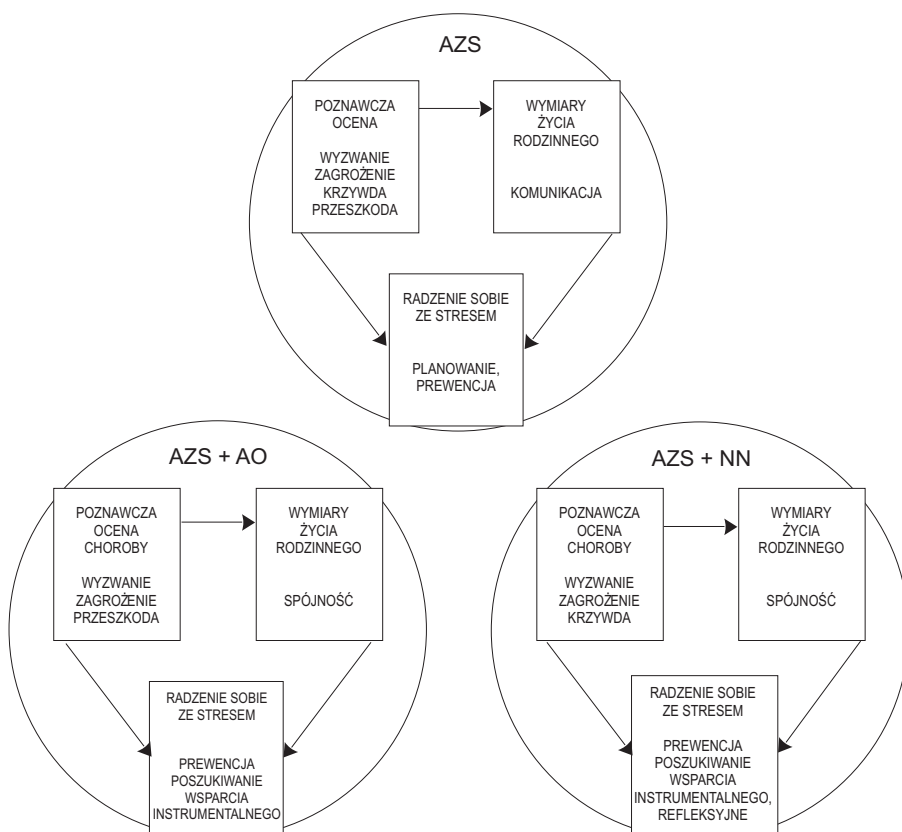 AZS
POZNAWCZA
OCENA
WYZWANIE
ZAGROŻENIE
KRZYWDA
PRZESZKODA
WYMIARY
ŻYCIA
RODZINNEGO
KOMUNIKACJA
RADZENIE SOBIE
ZE STRESEM
PLANOWANIE,
PREWENCJA
AZS + AO
POZNAWCZA
OCENA
CHOROBY
WYZWANIE
ZAGROŻENIE
PRZESZKODA
WYMIARY
ŻYCIA
RODZINNEGO
SPÓJNOŚĆ
RADZENIE SOBIE
ZE STRESEM
PREWENCJA
POSZUKIWANIE
WSPARCIA
INSTRUMENTALNEGO
AZS + NN
POZNAWCZA
OCENA
CHOROBY
WYZWANIE
ZAGROŻENIE
KRZYWDA
WYMIARY
ŻYCIA
RODZINNEGO
SPÓJNOŚĆ
RADZENIE SOBIE
ZE STRESEM
PREWENCJA
POSZUKIWANIE
WSPARCIA
INSTRUMENTALNEGO,
REFLEKSYJNE